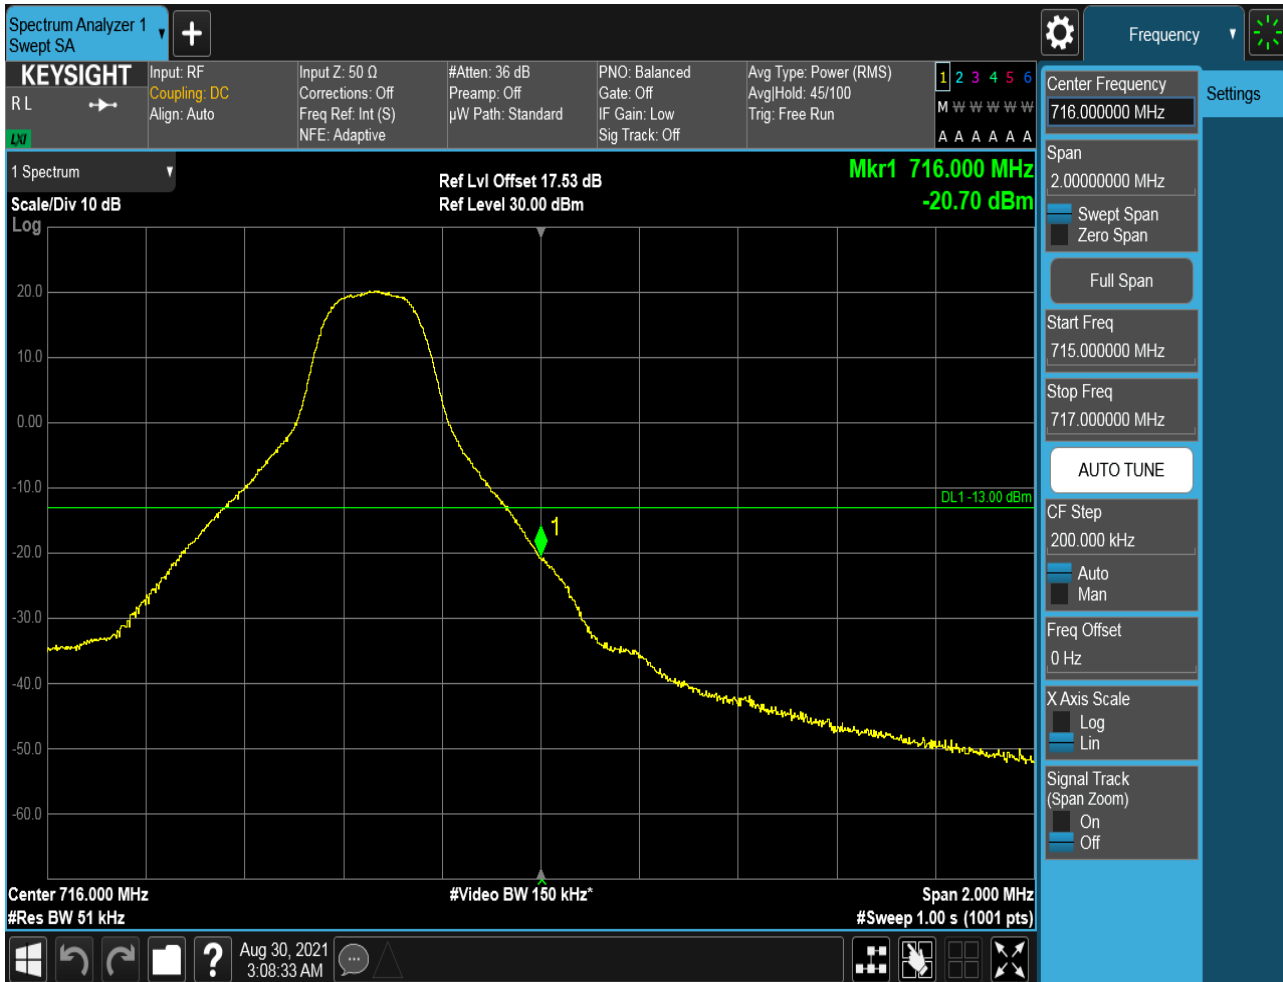 Spectrum Analyzer 1
Swept SA
Frequency
KEYSIGHT
R L
LXI
Input: RF
Coupling: DC
Align: Auto
Input Z: 50 Ω
Corrections: Off
Freq Ref: Int (S)
NFE: Adaptive
#Atten: 36 dB
Preamp: Off
µW Path: Standard
PNO: Balanced
Gate: Off
IF Gain: Low
Sig Track: Off
Avg Type: Power (RMS)
Avg|Hold: 45/100
Trig: Free Run
1 2 3 4 5 6
M W W W W W
A A A A A A
1 Spectrum
Scale/Div 10 dB
Log
Ref Lvl Offset 17.53 dB
Ref Level 30.00 dBm
Mkr1 716.000 MHz
-20.70 dBm
20.0
10.0
0.00
-10.0
-20.0
-30.0
-40.0
-50.0
-60.0
DL1 -13.00 dBm
1
Center 716.000 MHz
#Res BW 51 kHz
#Video BW 150 kHz*
Span 2.000 MHz
#Sweep 1.00 s (1001 pts)
Center Frequency
716.000000 MHz
Settings
Span
2.00000000 MHz
Swept Span
Zero Span
Full Span
Start Freq
715.000000 MHz
Stop Freq
717.000000 MHz
AUTO TUNE
CF Step
200.000 kHz
Auto
Man
Freq Offset
0 Hz
X Axis Scale
Log
Lin
Signal Track
(Span Zoom)
On
Off
?
Aug 30, 2021
3:08:33 AM